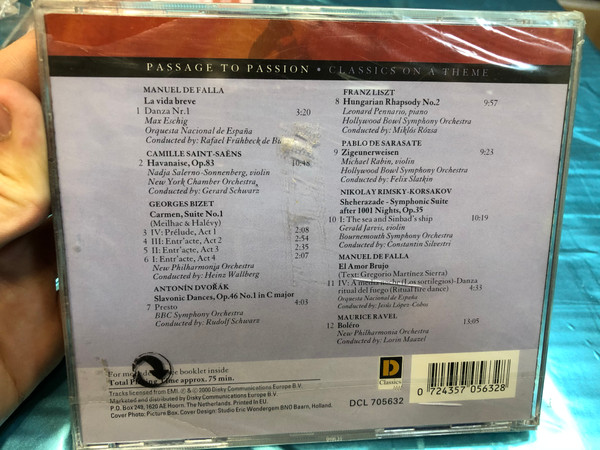 PASSAGE TO PASSION • CLASSICS ON A THEME
MANUEL DE FALLA
La vida breve
1 Danza Nr.1 3:20
Max Eschig
Orquesta Nacional de España
Conducted by: Rafael Frühbeck de
CAMILLE SAINT-SAËNS
2 Havanaise, Op.83 10:48
Nadja Salerno-Sonnenberg, violin
New York Chamber Orchestra,
Conducted by: Gerard Schwarz
GEORGES BIZET
Carmen, Suite No.1
(Meilhac & Halévy)
3 IV: Prélude, Act 1 2:08
4 III: Entr'acte, Act 2 2:54
5 II: Entr'acte, Act 3 2:35
6 I: Entr'acte, Act 4 2:07
New Philharmonia Orchestra
Conducted by: Heinz Wallberg
ANTONÍN DVOŘÁK
Slavonic Dances, Op.46 No.1 in C major
7 Presto 4:03
BBC Symphony Orchestra
Conducted by: Rudolf Schwarz
FRANZ LISZT
8 Hungarian Rhapsody No.2 9:57
Leonard Pennario, piano
Hollywood Bowl Symphony Orchestra
Conducted by: Miklós Rózsa
PABLO DE SARASATE
9 Zigeunerweisen 9:23
Michael Rabin, violin
Hollywood Bowl Symphony Orchestra
Conducted by: Felix Slatkin
NIKOLAY RIMSKY-KORSAKOV
Sheherazade - Symphonic Suite
after 1001 Nights, Op.35
10 I: The sea and Sinbad's ship 10:19
Gerald Jarvis, violin
Bournemouth Symphony Orchestra
Conducted by: Constantin Silvestri
MANUEL DE FALLA
El Amor Brujo
(Text: Gregorio Martínez Sierra)
11 IV: A media noche (Los sortilegios)-Danza
ritual del fuego (Ritual fire dance) 4:33
Orquesta Nacional de España
Conducted by: Jesús López-Cobos
MAURICE RAVEL
12 Boléro 13:05
New Philharmonia Orchestra
Conducted by: Lorin Maazel
For more booklet inside
Total Playing Time approx. 75 min.
Tracks licensed from EMI. ℗ & © 2000 Disky Communications Europe B.V.
Marketed and distributed by Disky Communications Europe B.V.
P.O. Box 249, 1620 AE Hoorn, The Netherlands. Printed in EU.
Cover Photo: Picture Box. Cover Design: Studio Eric Wondergem BNO Baarn, Holland.
DCL 705632
D
Classics
0 724357 056328